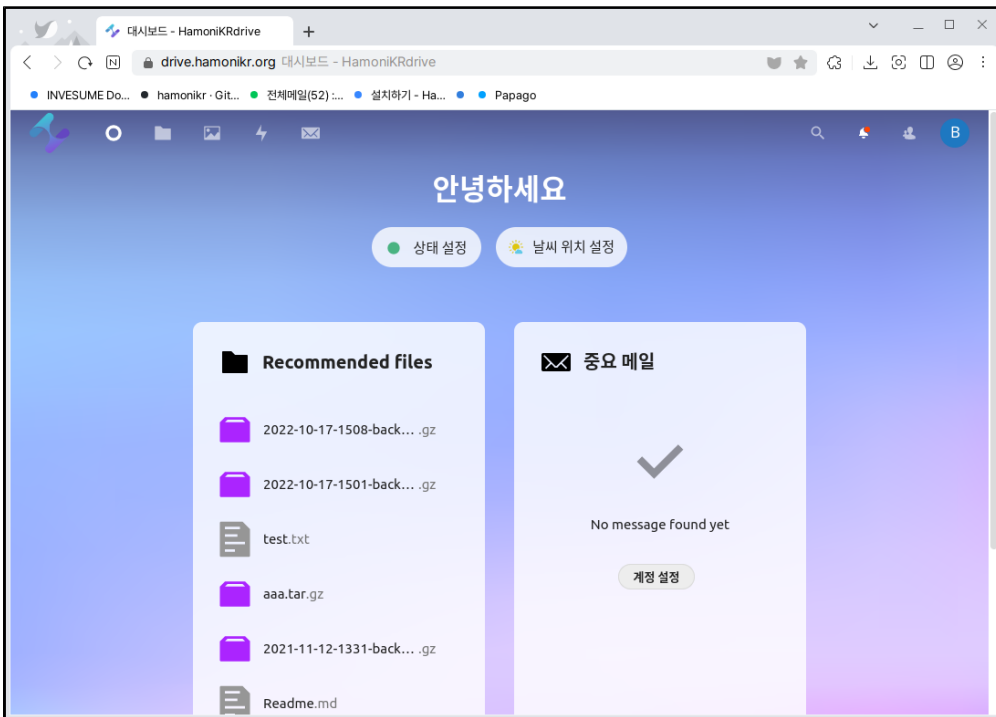 대시보드 - HamoniKRdrive
N drive.hamonikr.org 대시보드 - HamoniKRdrive
INVESUME Do... hamonikr · Git... 전체메일(52) :... 설치하기 - Ha... Papago
B
안녕하세요
상태 설정 날씨 위치 설정
Recommended files
2022-10-17-1508-back... .gz
2022-10-17-1501-back... .gz
test.txt
aaa.tar.gz
2021-11-12-1331-back... .gz
Readme.md
중요 메일
No message found yet
계정 설정